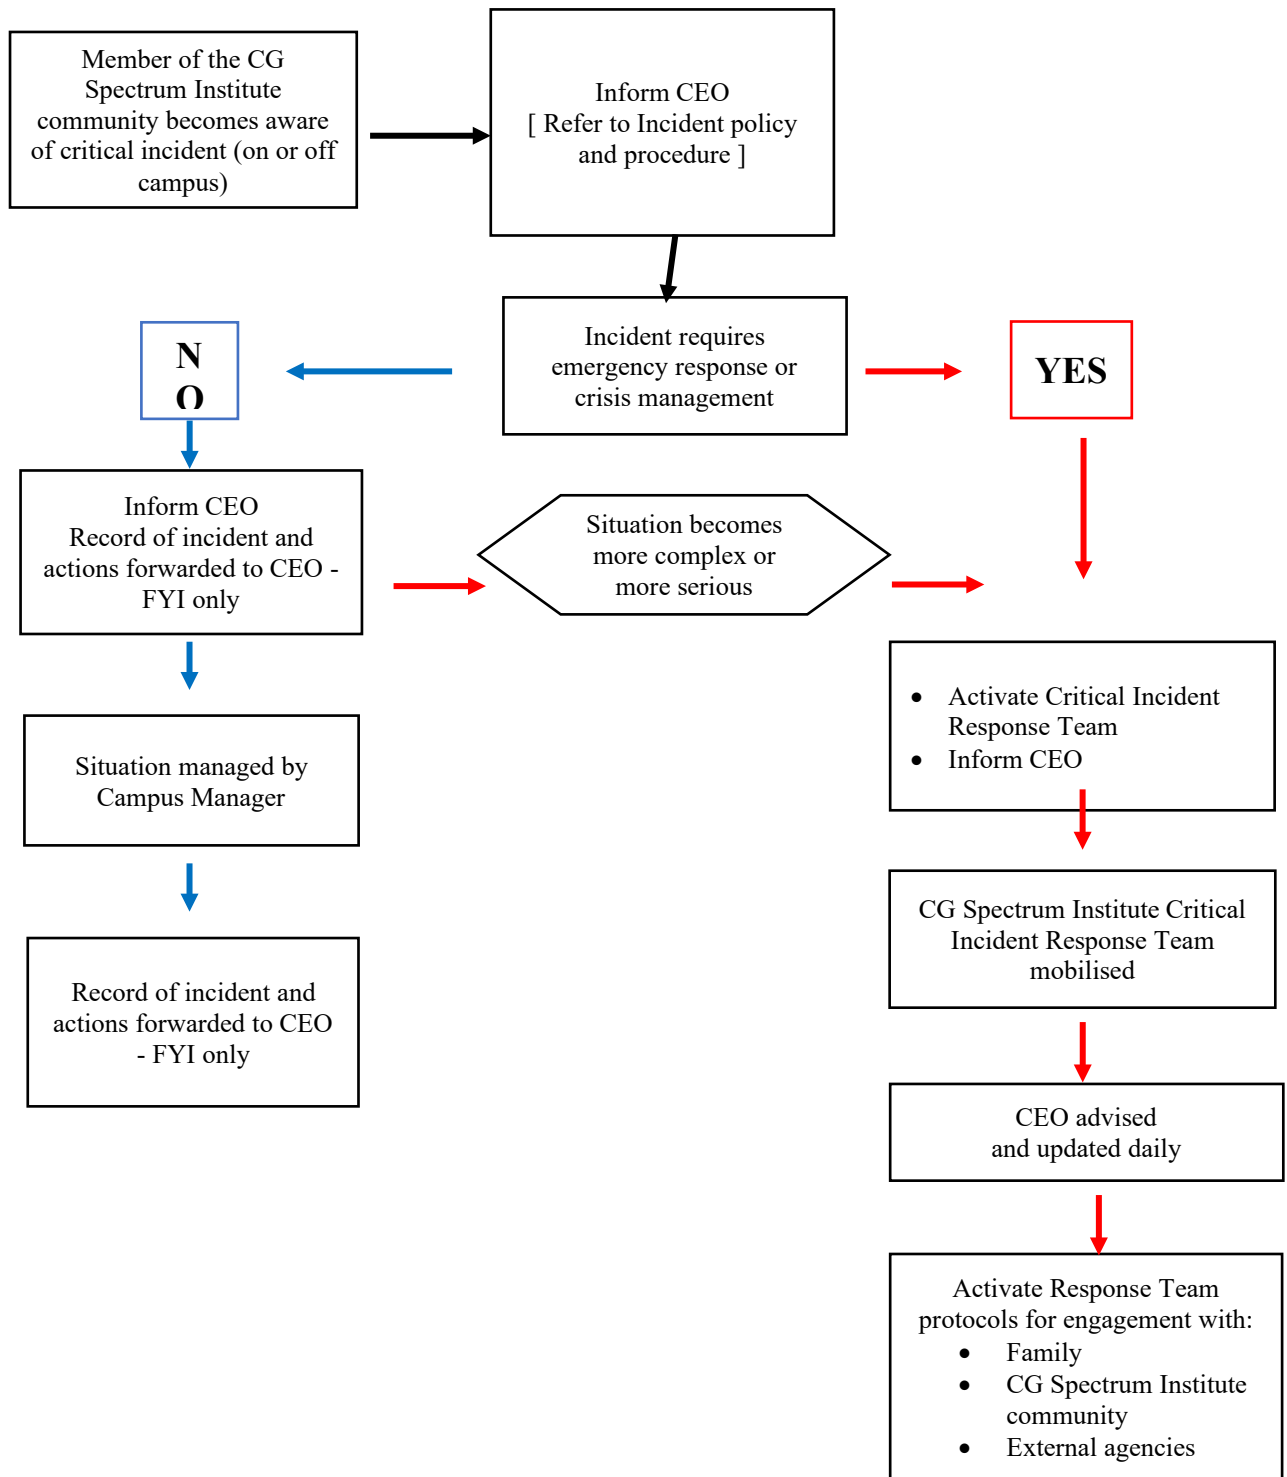 Member of the CG
Spectrum Institute
community becomes aware
of critical incident (on or off
campus)
Inform CEO
[ Refer to Incident policy
and procedure ]
Incident requires
emergency response or
crisis management
N
O
YES
Inform CEO
Record of incident and
actions forwarded to CEO -
FYI only
Situation becomes
more complex or
more serious
Situation managed by
Campus Manager
• Activate Critical Incident
Response Team
• Inform CEO
Record of incident and
actions forwarded to CEO
- FYI only
CG Spectrum Institute Critical
Incident Response Team
mobilised
CEO advised
and updated daily
Activate Response Team
protocols for engagement with:
• Family
• CG Spectrum Institute
community
• External agencies